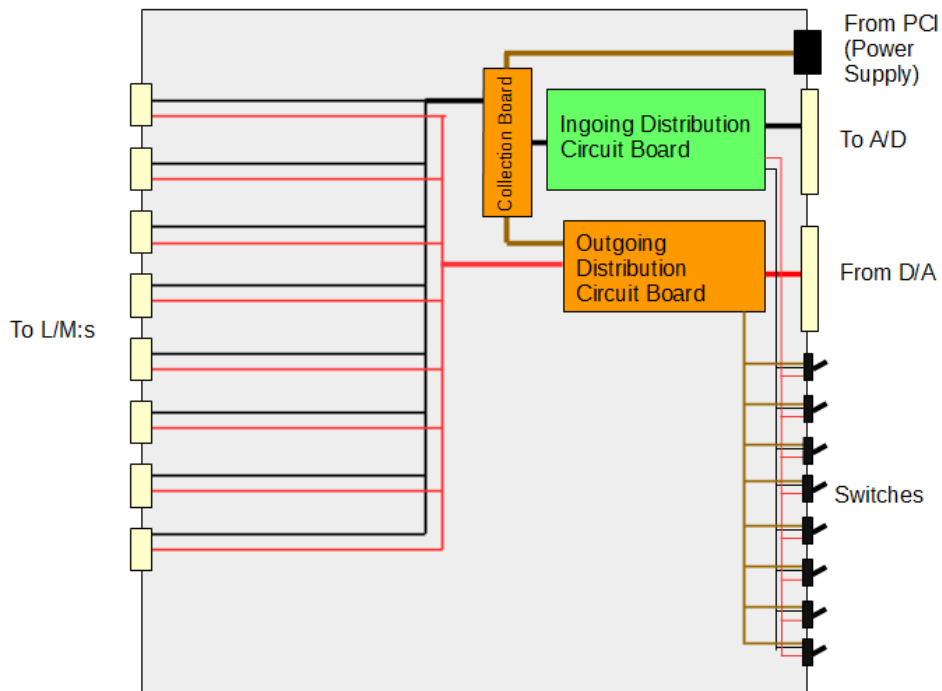 From PCI
(Power
Supply)
Collection Board
Ingoing Distribution
Circuit Board
To A/D
Outgoing
Distribution
Circuit Board
From D/A
To L/M:s
Switches